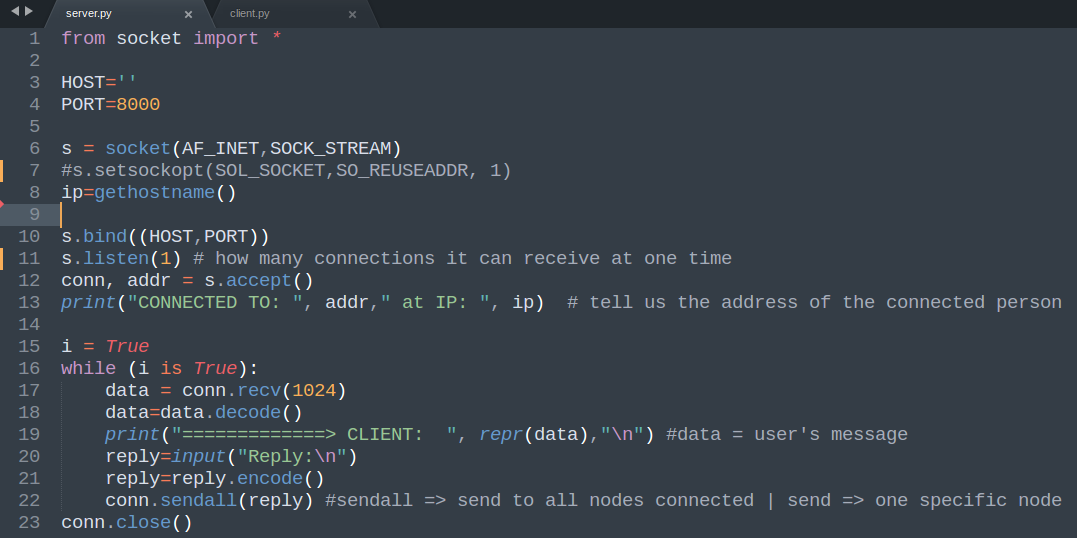 server.py × client.py ×
1 from socket import *
2
3 HOST=''
4 PORT=8000
5
6 s = socket(AF_INET,SOCK_STREAM)
7 #s.setsockopt(SOL_SOCKET,SO_REUSEADDR, 1)
8 ip=gethostname()
9
10 s.bind((HOST,PORT))
11 s.listen(1) # how many connections it can receive at one time
12 conn, addr = s.accept()
13 print("CONNECTED TO: ", addr," at IP: ", ip)  # tell us the address of the connected person
14
15 i = True
16 while (i is True):
17     data = conn.recv(1024)
18     data=data.decode()
19     print("=============> CLIENT:  ", repr(data),"\n") #data = user's message
20     reply=input("Reply:\n")
21     reply=reply.encode()
22     conn.sendall(reply) #sendall => send to all nodes connected | send => one specific node
23 conn.close()